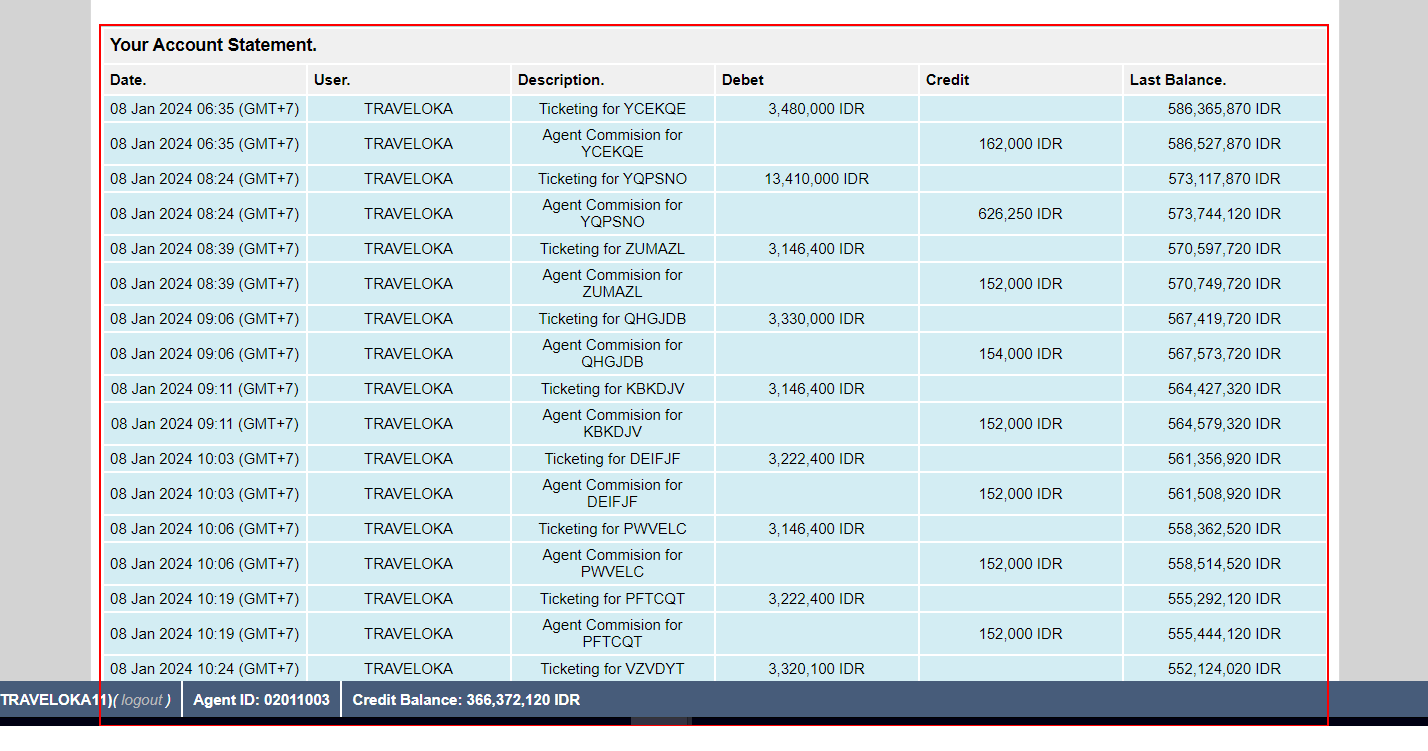 Your Account Statement.
Date. User. Description. Debet Credit Last Balance.
08 Jan 2024 06:35 (GMT+7) TRAVELOKA Ticketing for YCEKQE 3,480,000 IDR 586,365,870 IDR
08 Jan 2024 06:35 (GMT+7) TRAVELOKA Agent Commision for
YCEKQE 162,000 IDR 586,527,870 IDR
08 Jan 2024 08:24 (GMT+7) TRAVELOKA Ticketing for YQPSNO 13,410,000 IDR 573,117,870 IDR
08 Jan 2024 08:24 (GMT+7) TRAVELOKA Agent Commision for
YQPSNO 626,250 IDR 573,744,120 IDR
08 Jan 2024 08:39 (GMT+7) TRAVELOKA Ticketing for ZUMAZL 3,146,400 IDR 570,597,720 IDR
08 Jan 2024 08:39 (GMT+7) TRAVELOKA Agent Commision for
ZUMAZL 152,000 IDR 570,749,720 IDR
08 Jan 2024 09:06 (GMT+7) TRAVELOKA Ticketing for QHGJDB 3,330,000 IDR 567,419,720 IDR
08 Jan 2024 09:06 (GMT+7) TRAVELOKA Agent Commision for
QHGJDB 154,000 IDR 567,573,720 IDR
08 Jan 2024 09:11 (GMT+7) TRAVELOKA Ticketing for KBKDJV 3,146,400 IDR 564,427,320 IDR
08 Jan 2024 09:11 (GMT+7) TRAVELOKA Agent Commision for
KBKDJV 152,000 IDR 564,579,320 IDR
08 Jan 2024 10:03 (GMT+7) TRAVELOKA Ticketing for DEIFJF 3,222,400 IDR 561,356,920 IDR
08 Jan 2024 10:03 (GMT+7) TRAVELOKA Agent Commision for
DEIFJF 152,000 IDR 561,508,920 IDR
08 Jan 2024 10:06 (GMT+7) TRAVELOKA Ticketing for PWVELC 3,146,400 IDR 558,362,520 IDR
08 Jan 2024 10:06 (GMT+7) TRAVELOKA Agent Commision for
PWVELC 152,000 IDR 558,514,520 IDR
08 Jan 2024 10:19 (GMT+7) TRAVELOKA Ticketing for PFTCQT 3,222,400 IDR 555,292,120 IDR
08 Jan 2024 10:19 (GMT+7) TRAVELOKA Agent Commision for
PFTCQT 152,000 IDR 555,444,120 IDR
08 Jan 2024 10:24 (GMT+7) TRAVELOKA Ticketing for VZVDYT 3,320,100 IDR 552,124,020 IDR
TRAVELOKA11)( logout ) Agent ID: 02011003 Credit Balance: 366,372,120 IDR